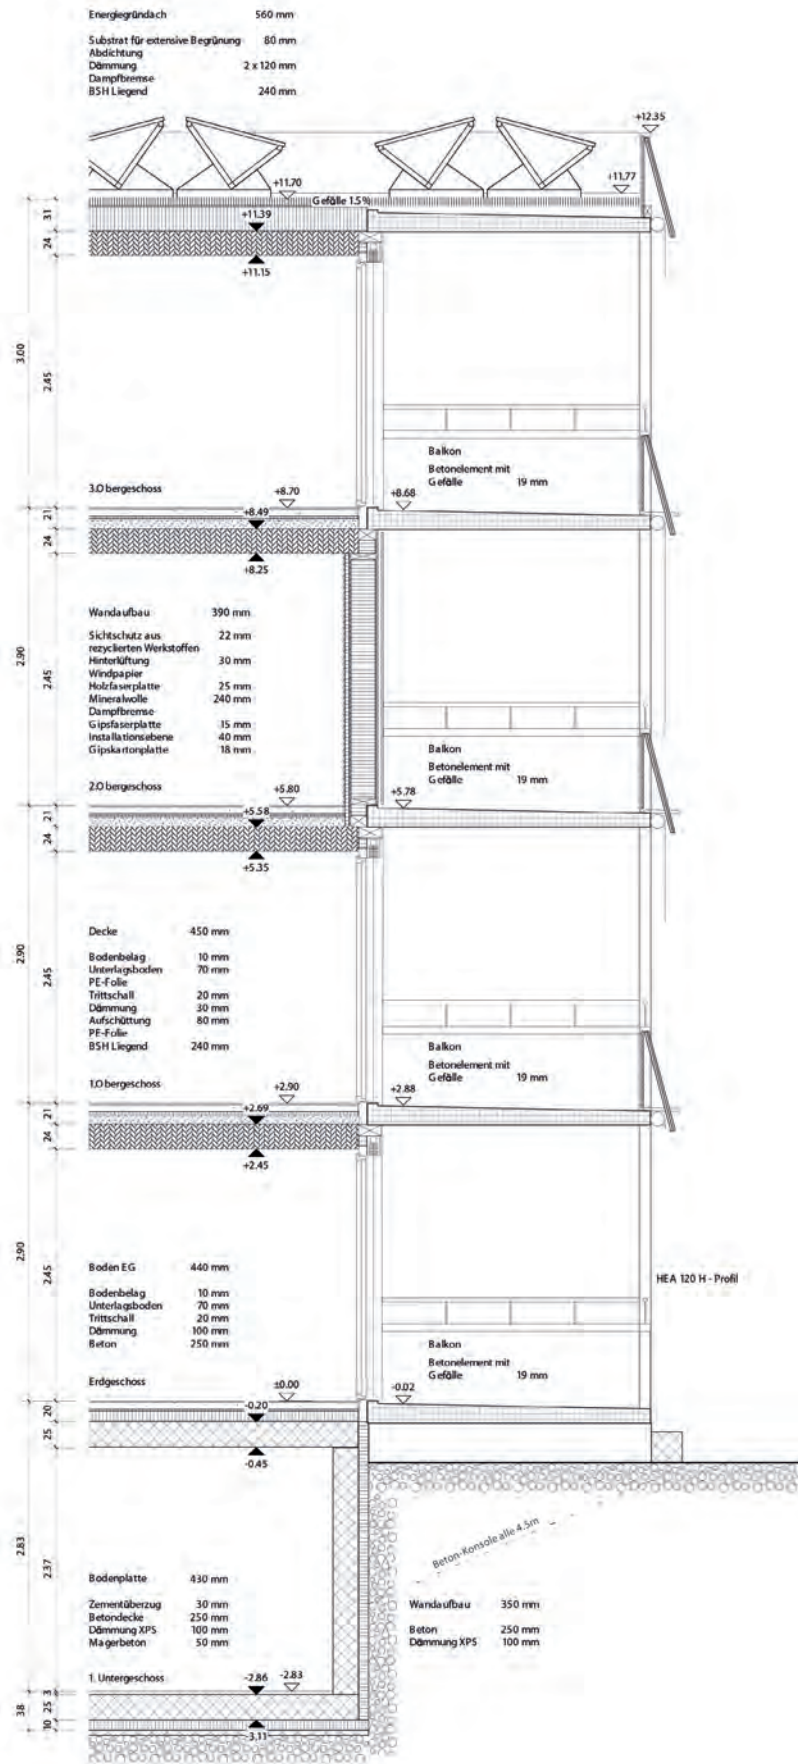 Energiegründach 560 mm
Substrat für extensive Begrünung 80 mm
Abdichtung
Dämmung 2 x 120 mm
Dampfbremse
BSH Liegend 240 mm
+12.35
+11.70
+11.77
Gefälle 1.5%
31
+11.39
24
+11.15
3.00
2.45
Balkon
Betonelement mit
Gefälle 19 mm
3.Obergeschoss
+8.70
+8.68
21
+8.49
24
+8.25
Wandaufbau 390 mm
Sichtschutz aus 22 mm
rezyclierten Werkstoffen
Hinterlüftung 30 mm
Windpapier
Holzfaserplatte 25 mm
Mineralwolle 240 mm
Dampfbremse
Gipsfaserplatte 15 mm
Installationsebene 40 mm
Gipskartonplatte 18 mm
2.90
2.45
Balkon
Betonelement mit
Gefälle 19 mm
2.Obergeschoss
+5.80
+5.78
21
+5.58
24
+5.35
Decke 450 mm
Bodenbelag 10 mm
Unterlagsboden 70 mm
PE-Folie
Trittschall 20 mm
Dämmung 30 mm
Aufschüttung 80 mm
PE-Folie
BSH Liegend 240 mm
2.90
2.45
Balkon
Betonelement mit
Gefälle 19 mm
1.Obergeschoss
+2.90
+2.88
21
+2.69
24
+2.45
Boden EG 440 mm
Bodenbelag 10 mm
Unterlagsboden 70 mm
Trittschall 20 mm
Dämmung 100 mm
Beton 250 mm
2.90
2.45
HEA 120 H - Profil
Balkon
Betonelement mit
Gefälle 19 mm
Erdgeschoss
±0.00
-0.02
20
-0.20
25
-0.45
2.83
2.37
Beton-Konsole alle 4.5m
Bodenplatte 430 mm
Zementüberzug 30 mm
Betondecke 250 mm
Dämmung XPS 100 mm
Magerbeton 50 mm
Wandaufbau 350 mm
Beton 250 mm
Dämmung XPS 100 mm
1. Untergeschoss
-2.86
-2.83
3
38
25
10
-3.11